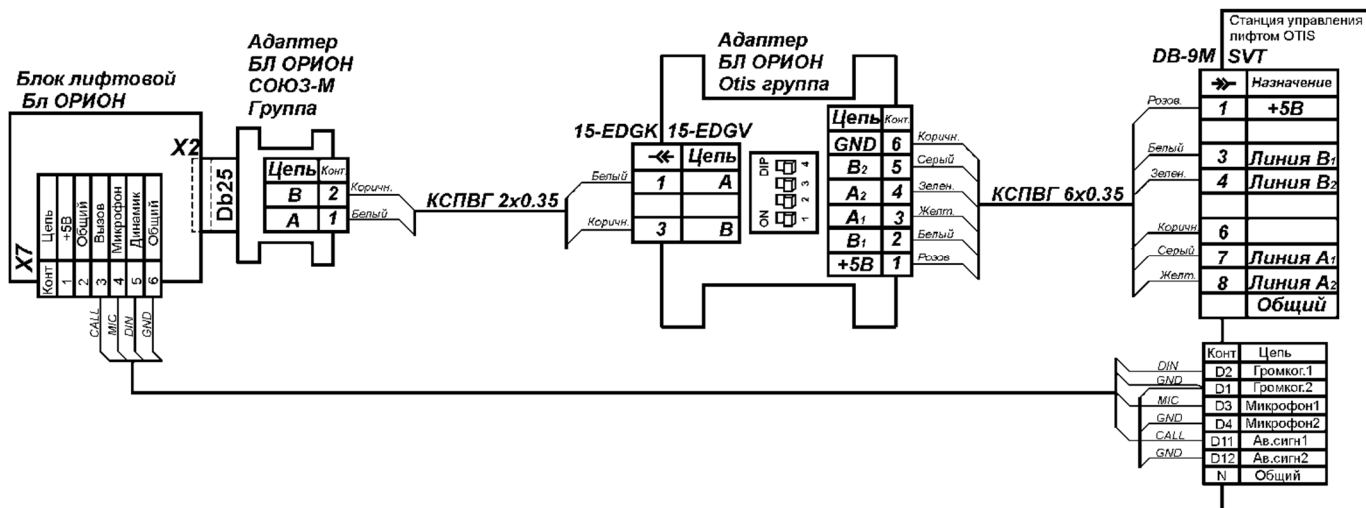 Блок лифтовой
Бл ОРИОН
X2
X7
Цепь
+5В
Общий
Вызов
Микрофон
Динамик
Общий
Конт
1
2
3
4
5
6
CALL
MIC
DIN
GND
Db25
Адаптер
БЛ ОРИОН
СОЮЗ-М
Группа
Цепь Конт.
B 2
A 1
Коричн.
Белый
КСПВГ 2x0.35
Белый
Коричн.
Адаптер
БЛ ОРИОН
Otis группа
15-EDGK 15-EDGV
Цепь
1 A
3 B
DIP
ON
1 2 3 4
Цепь Конт.
GND 6
B2 5
A2 4
A1 3
B1 2
+5В 1
Коричн.
Серый
Зелен.
Желт.
Белый
Розов
КСПВГ 6x0.35
Розов.
Белый
Зелен.
Коричн
Серый
Желт.
Станция управления
лифтом OTIS
DB-9M SVT
Назначение
1 +5В
3 Линия B1
4 Линия B2
6
7 Линия A1
8 Линия A2
Общий
DIN
GND
MIC
GND
CALL
GND
Конт Цепь
D2 Громког.1
D1 Громког.2
D3 Микрофон1
D4 Микрофон2
D11 Ав.сигн1
D12 Ав.сигн2
N Общий